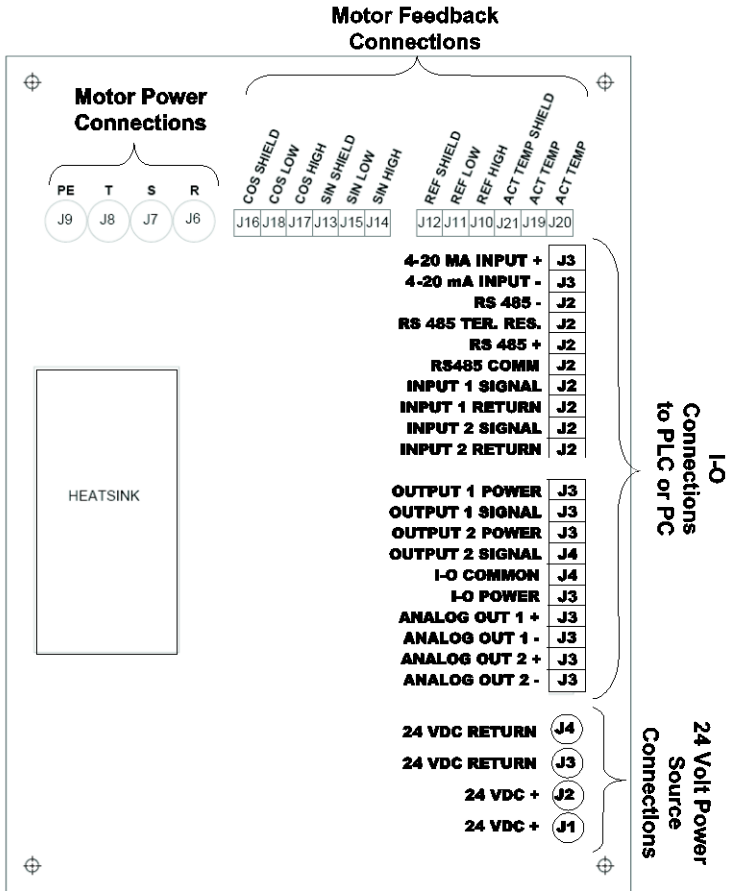 Motor Feedback
Connections
Motor Power
Connections
COS SHIELD
COS LOW
COS HIGH
SIN SHIELD
SIN LOW
SIN HIGH
REF SHIELD
REF LOW
REF HIGH
ACT TEMP SHIELD
ACT TEMP
ACT TEMP
PE T S R
J9 J8 J7 J6
J16 J18 J17 J13 J15 J14
J12 J11 J10 J21 J19 J20
4-20 MA INPUT + J3
4-20 mA INPUT - J3
RS 485 - J2
RS 485 TER. RES. J2
RS 485 + J2
RS485 COMM J2
INPUT 1 SIGNAL J2
INPUT 1 RETURN J2
INPUT 2 SIGNAL J2
INPUT 2 RETURN J2
I-O
Connections
to PLC or PC
HEATSINK
OUTPUT 1 POWER J3
OUTPUT 1 SIGNAL J3
OUTPUT 2 POWER J3
OUTPUT 2 SIGNAL J4
I-O COMMON J4
I-O POWER J3
ANALOG OUT 1 + J3
ANALOG OUT 1 - J3
ANALOG OUT 2 + J3
ANALOG OUT 2 - J3
24 VDC RETURN J4
24 VDC RETURN J3
24 VDC + J2
24 VDC + J1
24 Volt Power
Source
Connections